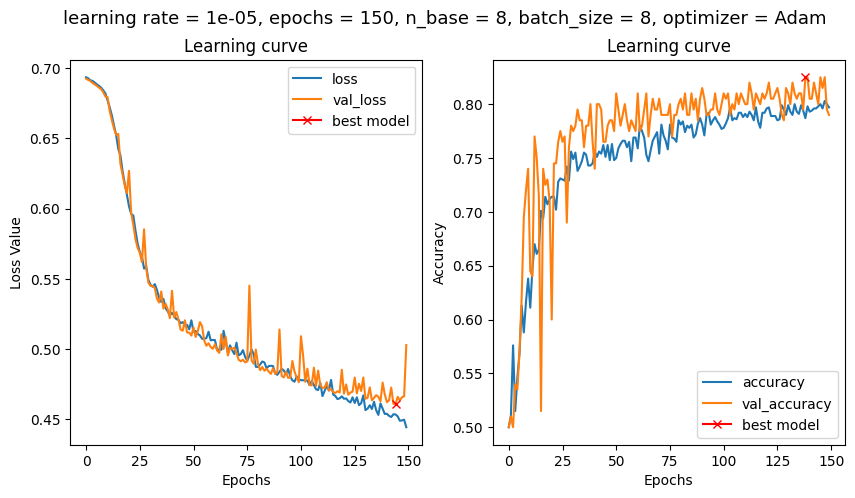 learning rate = 1e-05, epochs = 150, n_base = 8, batch_size = 8, optimizer = Adam
Learning curve
0.70
0.65
0.60
0.55
0.50
0.45
Loss Value
loss
val_loss
best model
0 25 50 75 100 125 150
Epochs
Learning curve
0.80
0.75
0.70
0.65
0.60
0.55
0.50
Accuracy
accuracy
val_accuracy
best model
0 25 50 75 100 125 150
Epochs